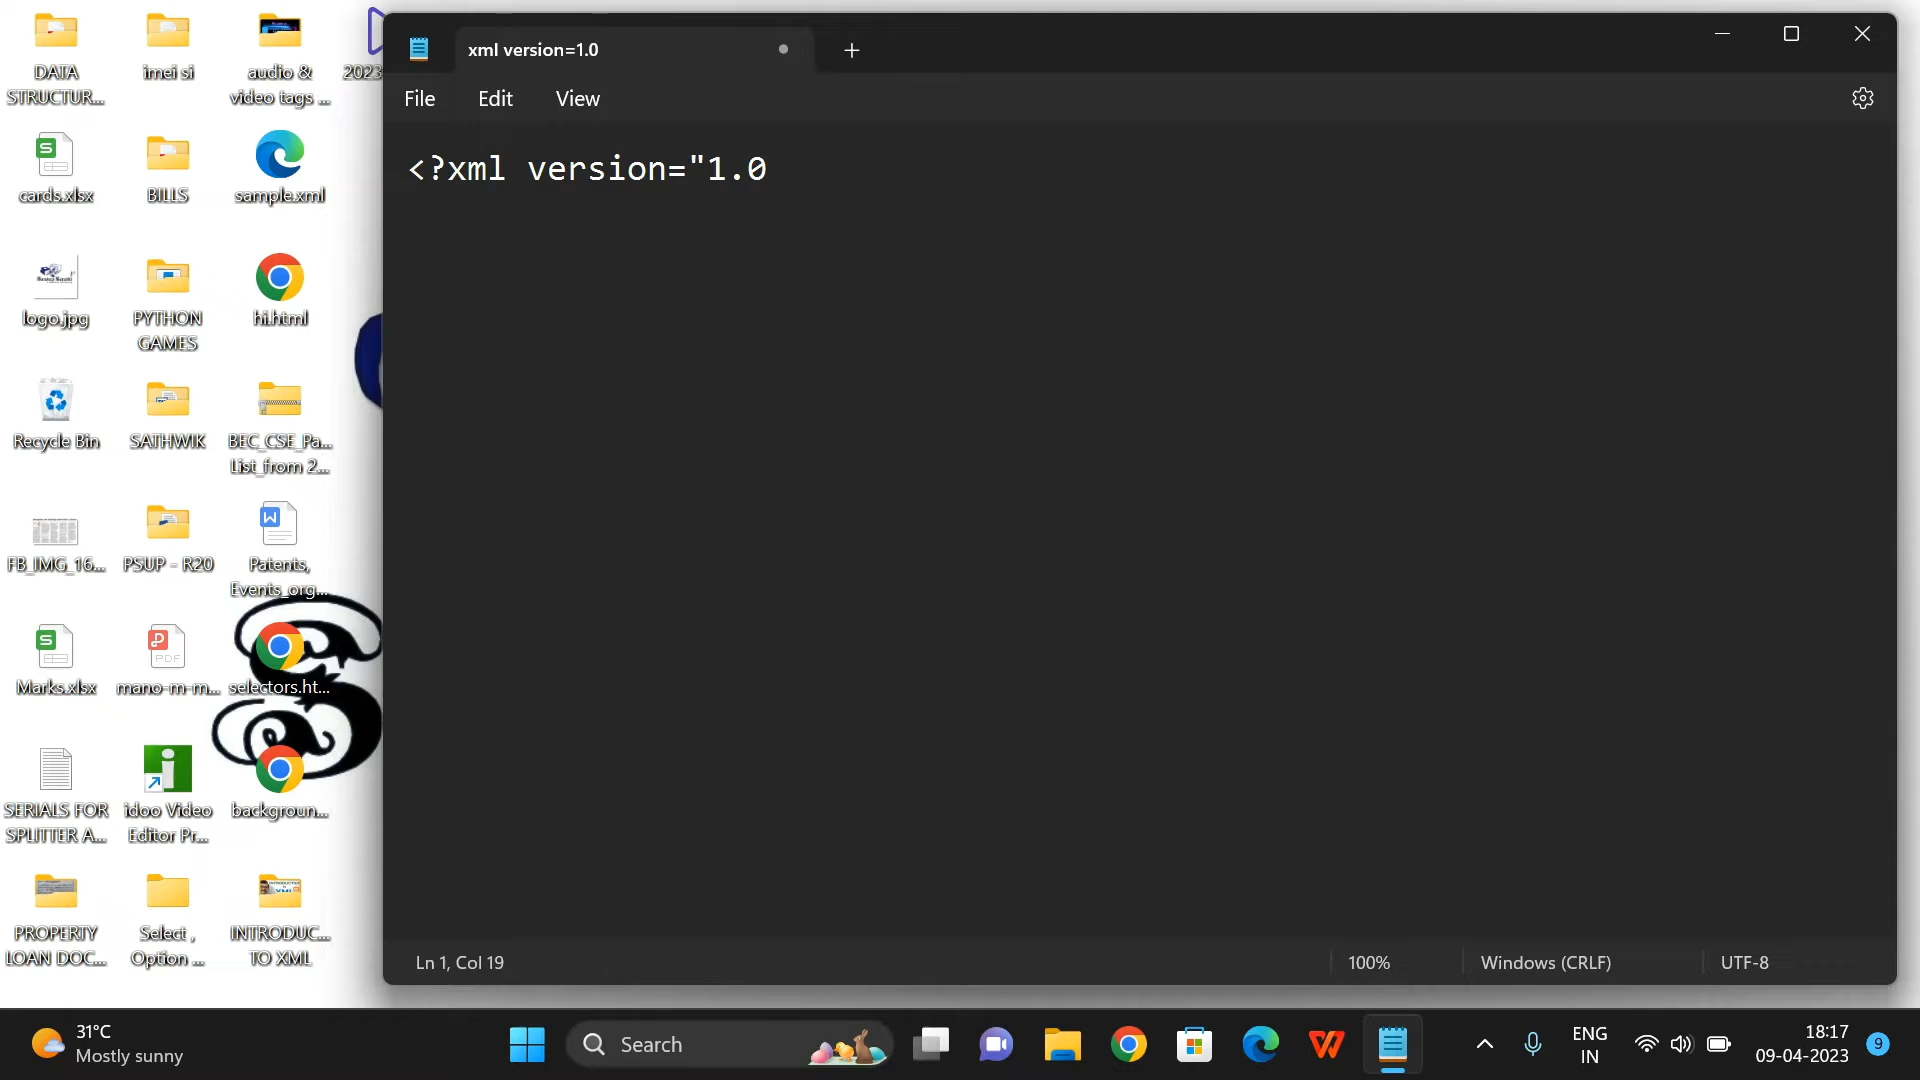 xml version=1.0
File Edit View
<?xml version="1.0
Ln 1, Col 19
100%
Windows (CRLF)
UTF-8
DATA
STRUCTUR...
imei si
audio &
video tags ...
2023
cards.xlsx
BILLS
sample.xml
logo.jpg
PYTHON
GAMES
hi.html
Recycle Bin
SATHWIK
BEC_CSE_Pa...
List_from 2...
FB_IMG_16...
PSUP - R20
Patents,
Events_org...
Marks.xlsx
mano-m-m...
selectors.ht...
SERIALS FOR
SPLITTER A...
idoo Video
Editor Pr...
backgroun...
PROPERTY
LOAN DOC...
Select ,
Option ...
INTRODUC...
TO XML
31°C
Mostly sunny
Search
ENG
IN
18:17
09-04-2023
9